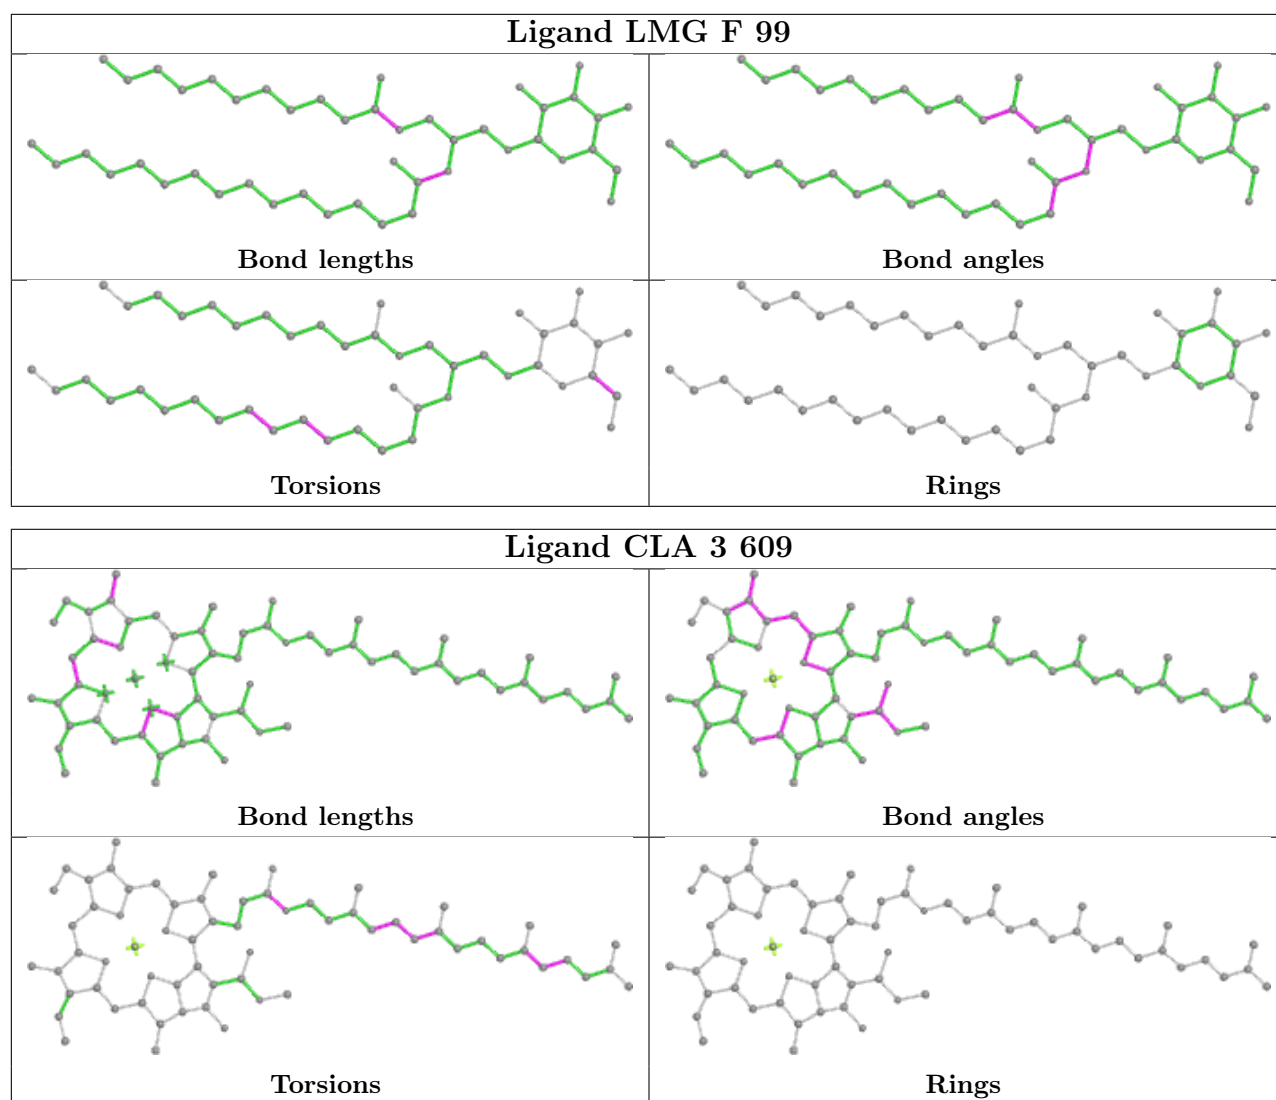 Ligand LMG F 99
Bond lengths
Bond angles
Torsions
Rings
Ligand CLA 3 609
Bond lengths
Bond angles
Torsions
Rings